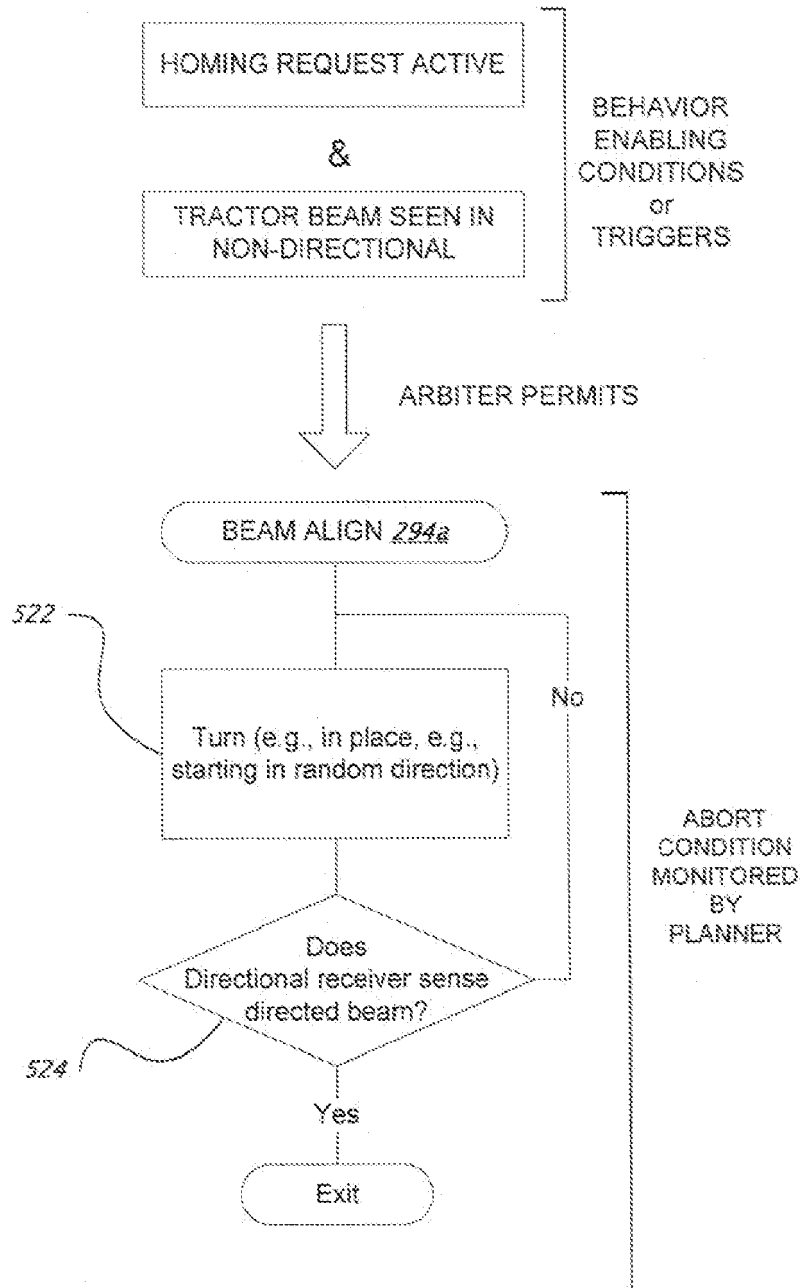 HOMING REQUEST ACTIVE
&
TRACTOR BEAM SEEN IN
NON-DIRECTIONAL
BEHAVIOR
ENABLING
CONDITIONS
or
TRIGGERS
ARBITER PERMITS
BEAM ALIGN 294a
522
Turn (e.g., in place, e.g.,
starting in random direction)
No
Does
Directional receiver sense
directed beam?
524
Yes
Exit
ABORT
CONDITION
MONITORED
BY
PLANNER